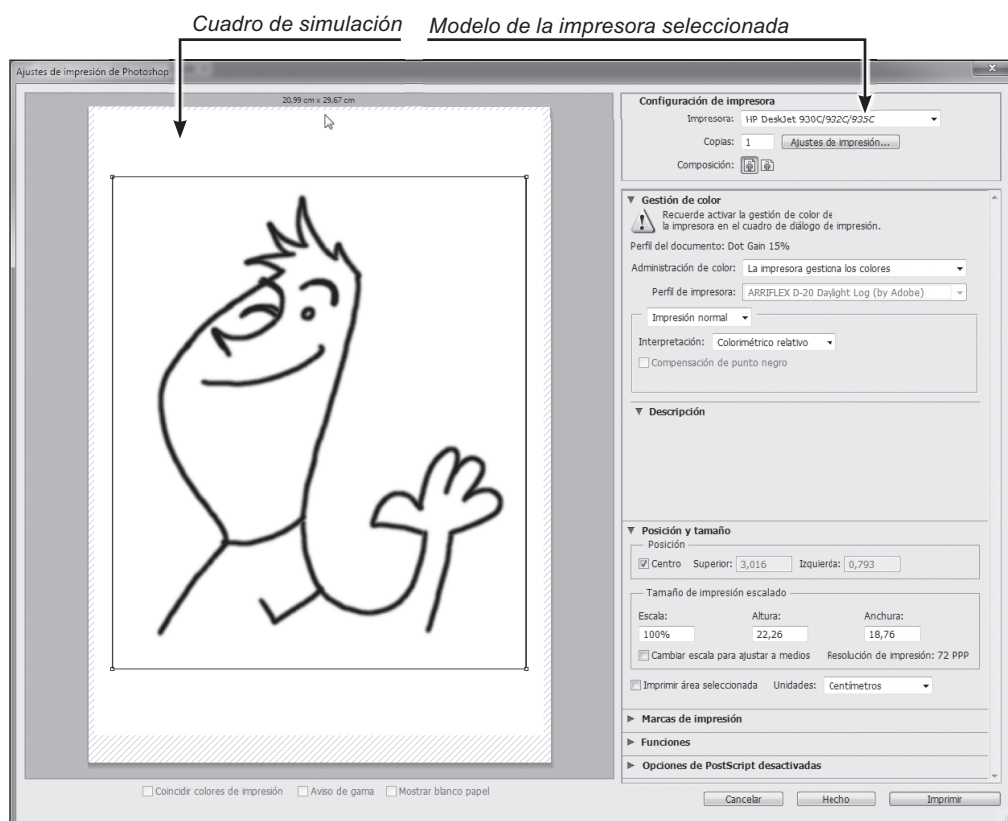 Cuadro de simulación Modelo de la impresora seleccionada
Ajustes de impresión de Photoshop
x
20,99 cm x 29,67 cm
Configuración de impresora
Impresora: HP DeskJet 930C/932C/935C
Copias: 1 Ajustes de impresión...
Composición:
Gestión de color
Recuerde activar la gestión de color de
la impresora en el cuadro de diálogo de impresión.
Perfil del documento: Dot Gain 15%
Administración de color: La impresora gestiona los colores
Perfil de impresora: ARRIFLEX D-20 Daylight Log (by Adobe)
Impresión normal
Interpretación: Colorimétrico relativo
Compensación de punto negro
Descripción
Posición y tamaño
Posición
Centro Superior: 3,016 Izquierda: 0,793
Tamaño de impresión escalado
Escala: Altura: Anchura:
100% 22,26 18,76
Cambiar escala para ajustar a medios Resolución de impresión: 72 PPP
Imprimir área seleccionada Unidades: Centímetros
Marcas de impresión
Funciones
Opciones de PostScript desactivadas
Coincidir colores de impresión Aviso de gama Mostrar blanco papel
Cancelar Hecho Imprimir